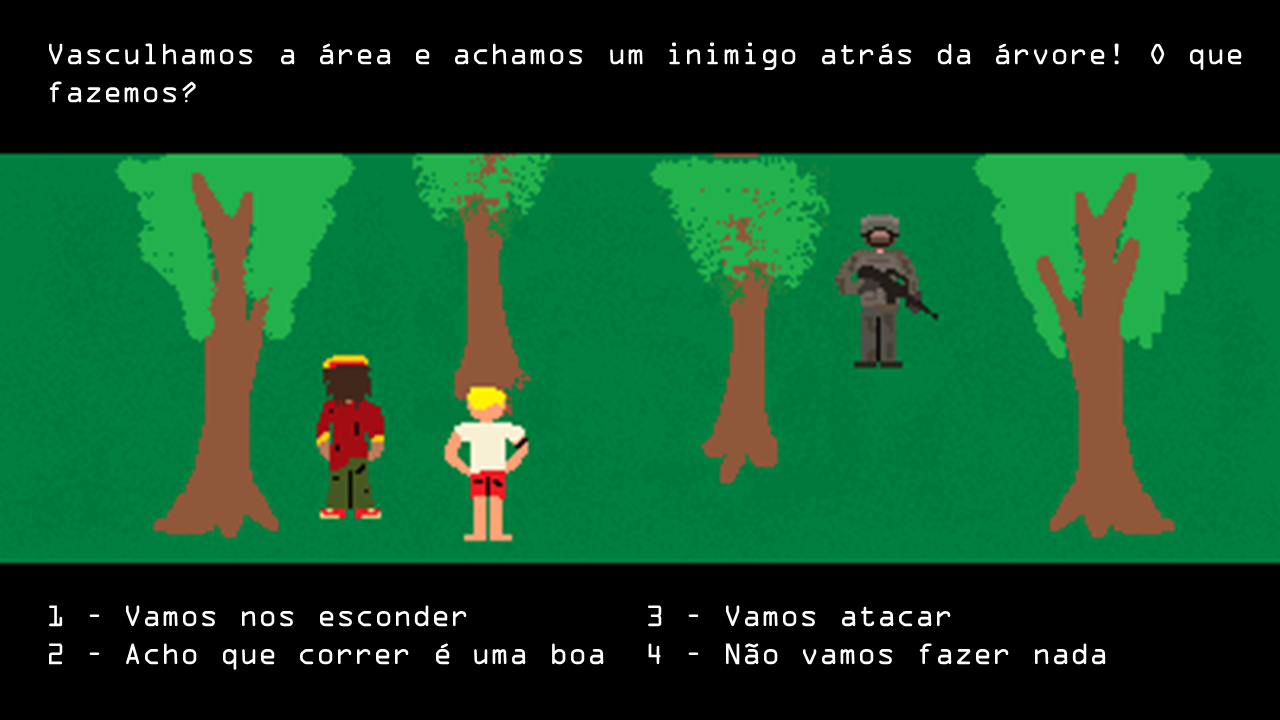 Vasculhamos a área e achamos um inimigo atrás da árvore! O que
fazemos?
1 - Vamos nos esconder
2 - Acho que correr é uma boa
3 - Vamos atacar
4 - Não vamos fazer nada